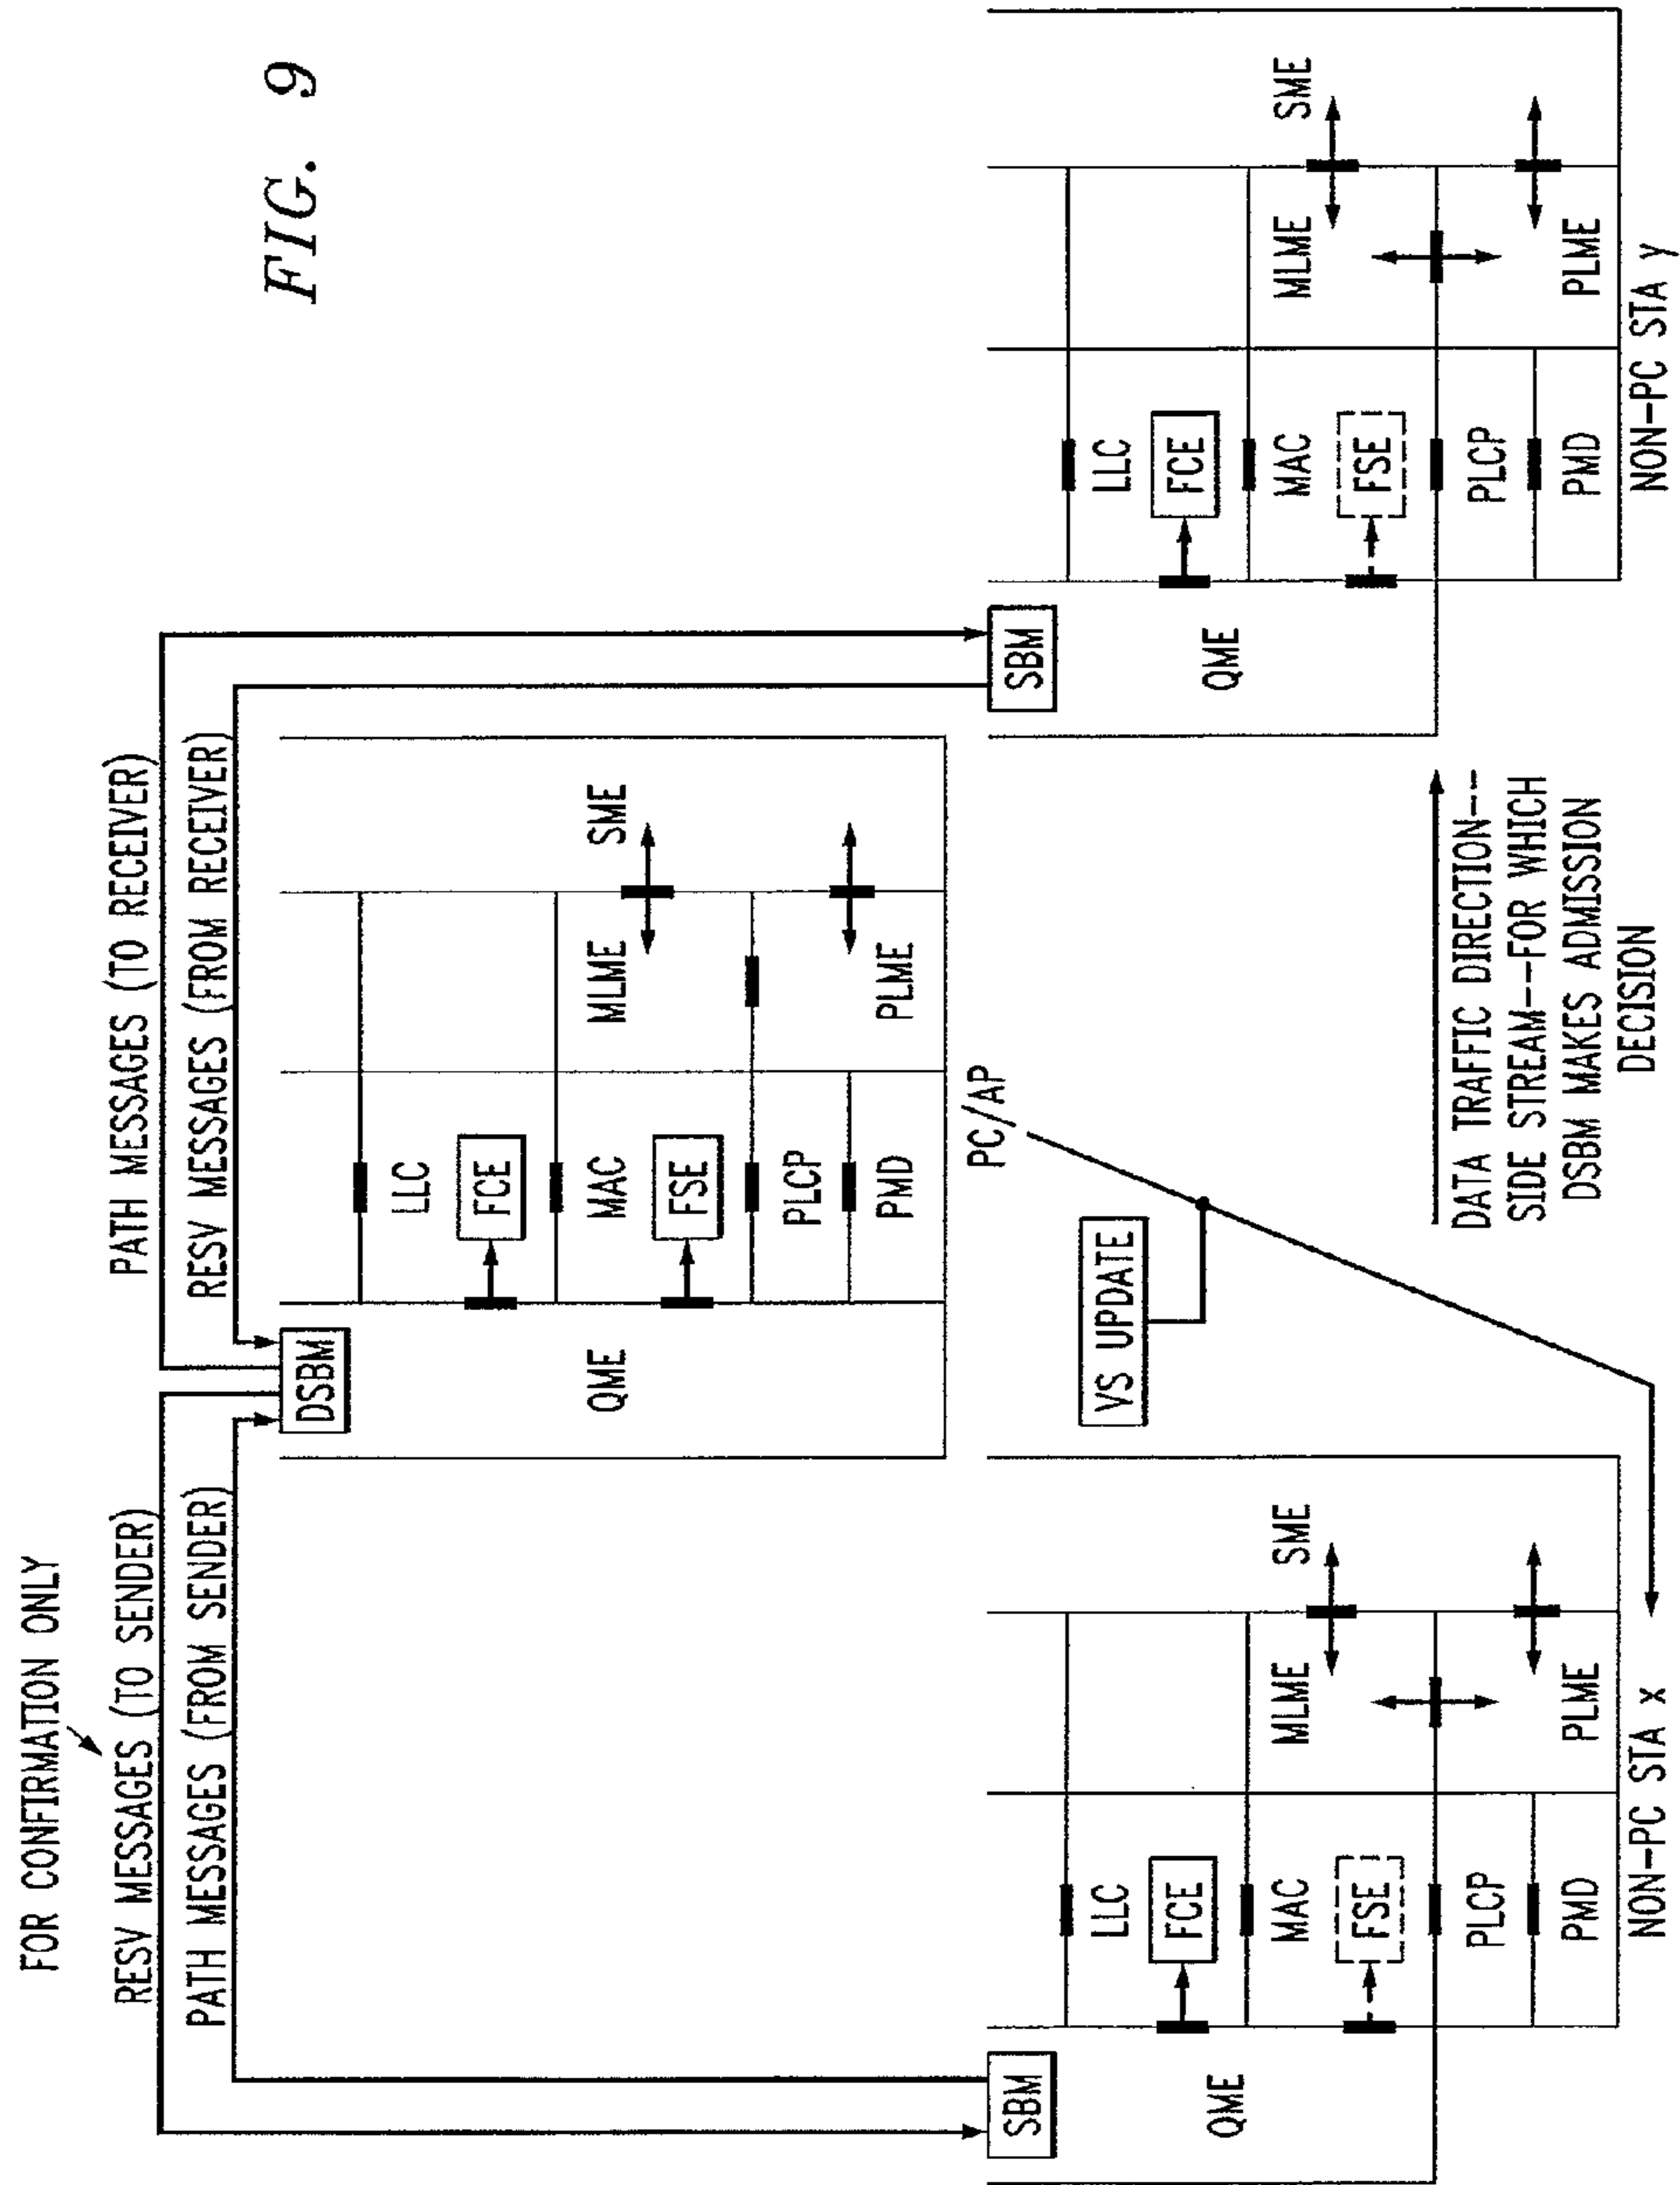 FIG. 9
FOR CONFIRMATION ONLY
RESV MESSAGES (TO SENDER)
PATH MESSAGES (FROM SENDER)
PATH MESSAGES (TO RECEIVER)
RESV MESSAGES (FROM RECEIVER)
DSBM
QME
LLC
FCE
MAC
FSE
PLCP
PMD
MLME
SME
PLME
PC/AP
VS UPDATE
SBM
QME
LLC
FCE
MAC
FSE
PLCP
PMD
MLME
SME
PLME
NON-PC STA x
DATA TRAFFIC DIRECTION--
SIDE STREAM--FOR WHICH
DSBM MAKES ADMISSION
DECISION
SBM
QME
LLC
FCE
MAC
FSE
PLCP
PMD
MLME
SME
PLME
NON-PC STA y